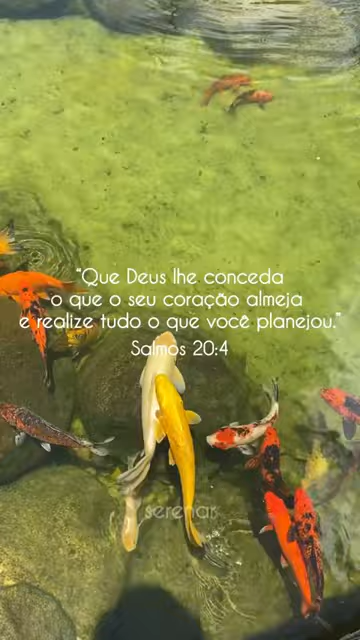 “Que Deus lhe conceda
o que o seu coração almeja
e realize tudo o que você planejou.”
Salmos 20:4
serenar